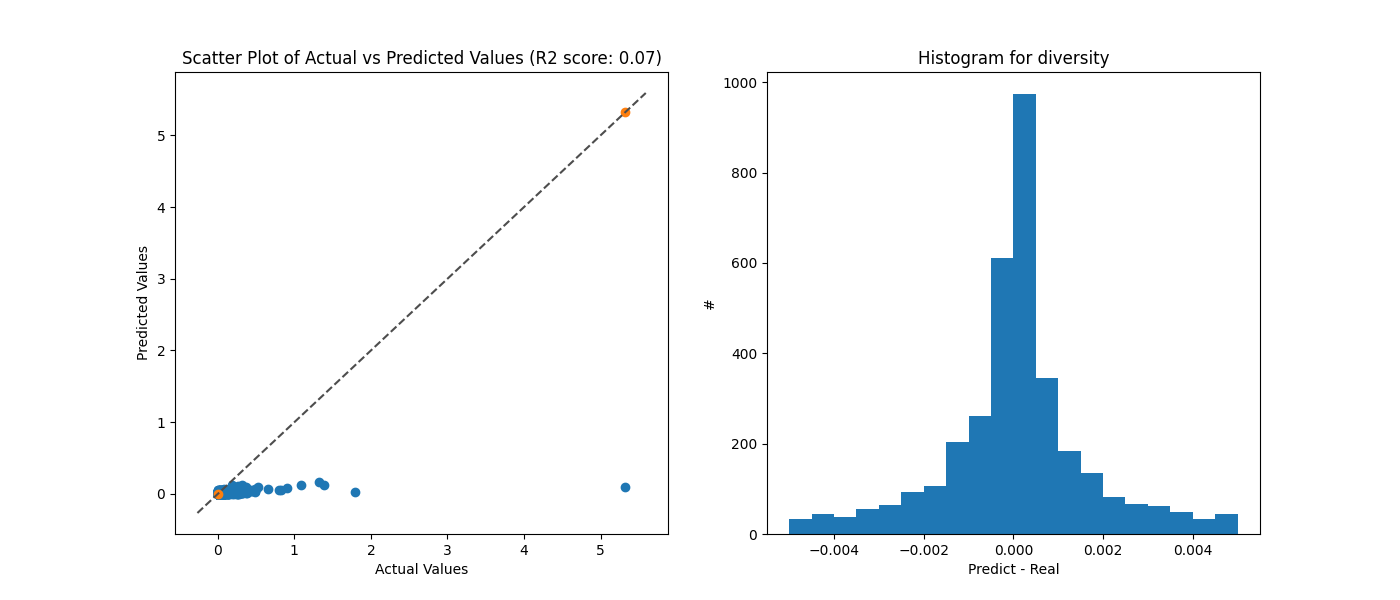 Scatter Plot of Actual vs Predicted Values (R2 score: 0.07)
Predicted Values
5
4
3
2
1
0
0 1 2 3 4 5
Actual Values
Histogram for diversity
#
1000
800
600
400
200
0
−0.004 −0.002 0.000 0.002 0.004
Predict - Real